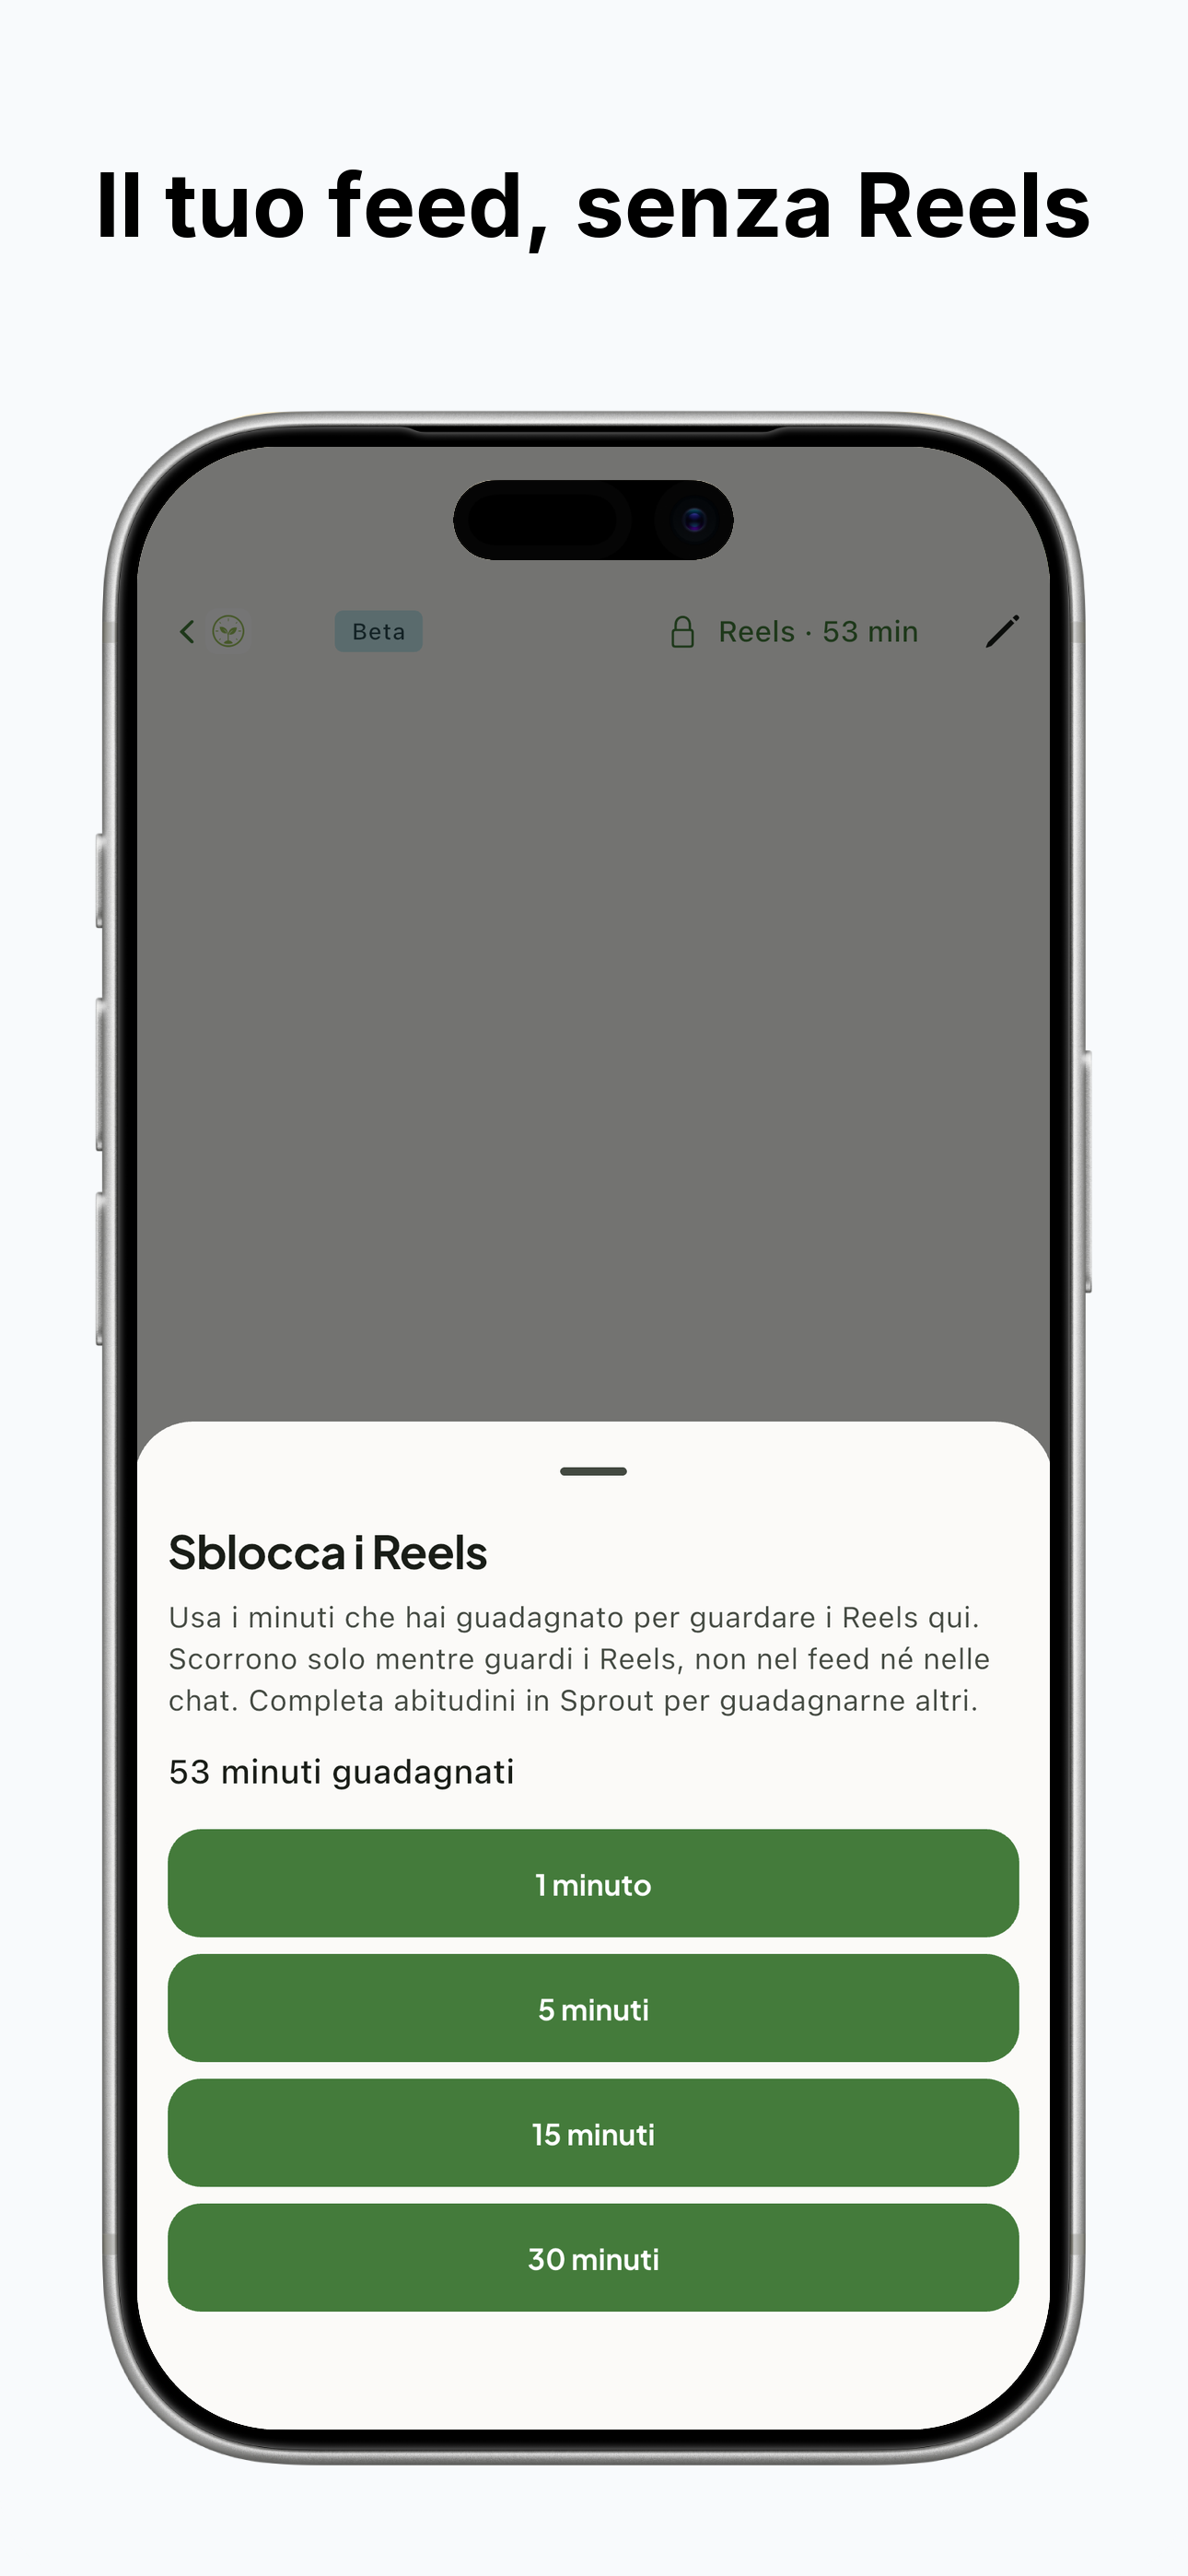 Il tuo feed, senza Reels
Beta
Reels · 53 min
Sblocca i Reels
Usa i minuti che hai guadagnato per guardare i Reels qui.
Scorrono solo mentre guardi i Reels, non nel feed né nelle
chat. Completa abitudini in Sprout per guadagnarne altri.
53 minuti guadagnati
1 minuto
5 minuti
15 minuti
30 minuti